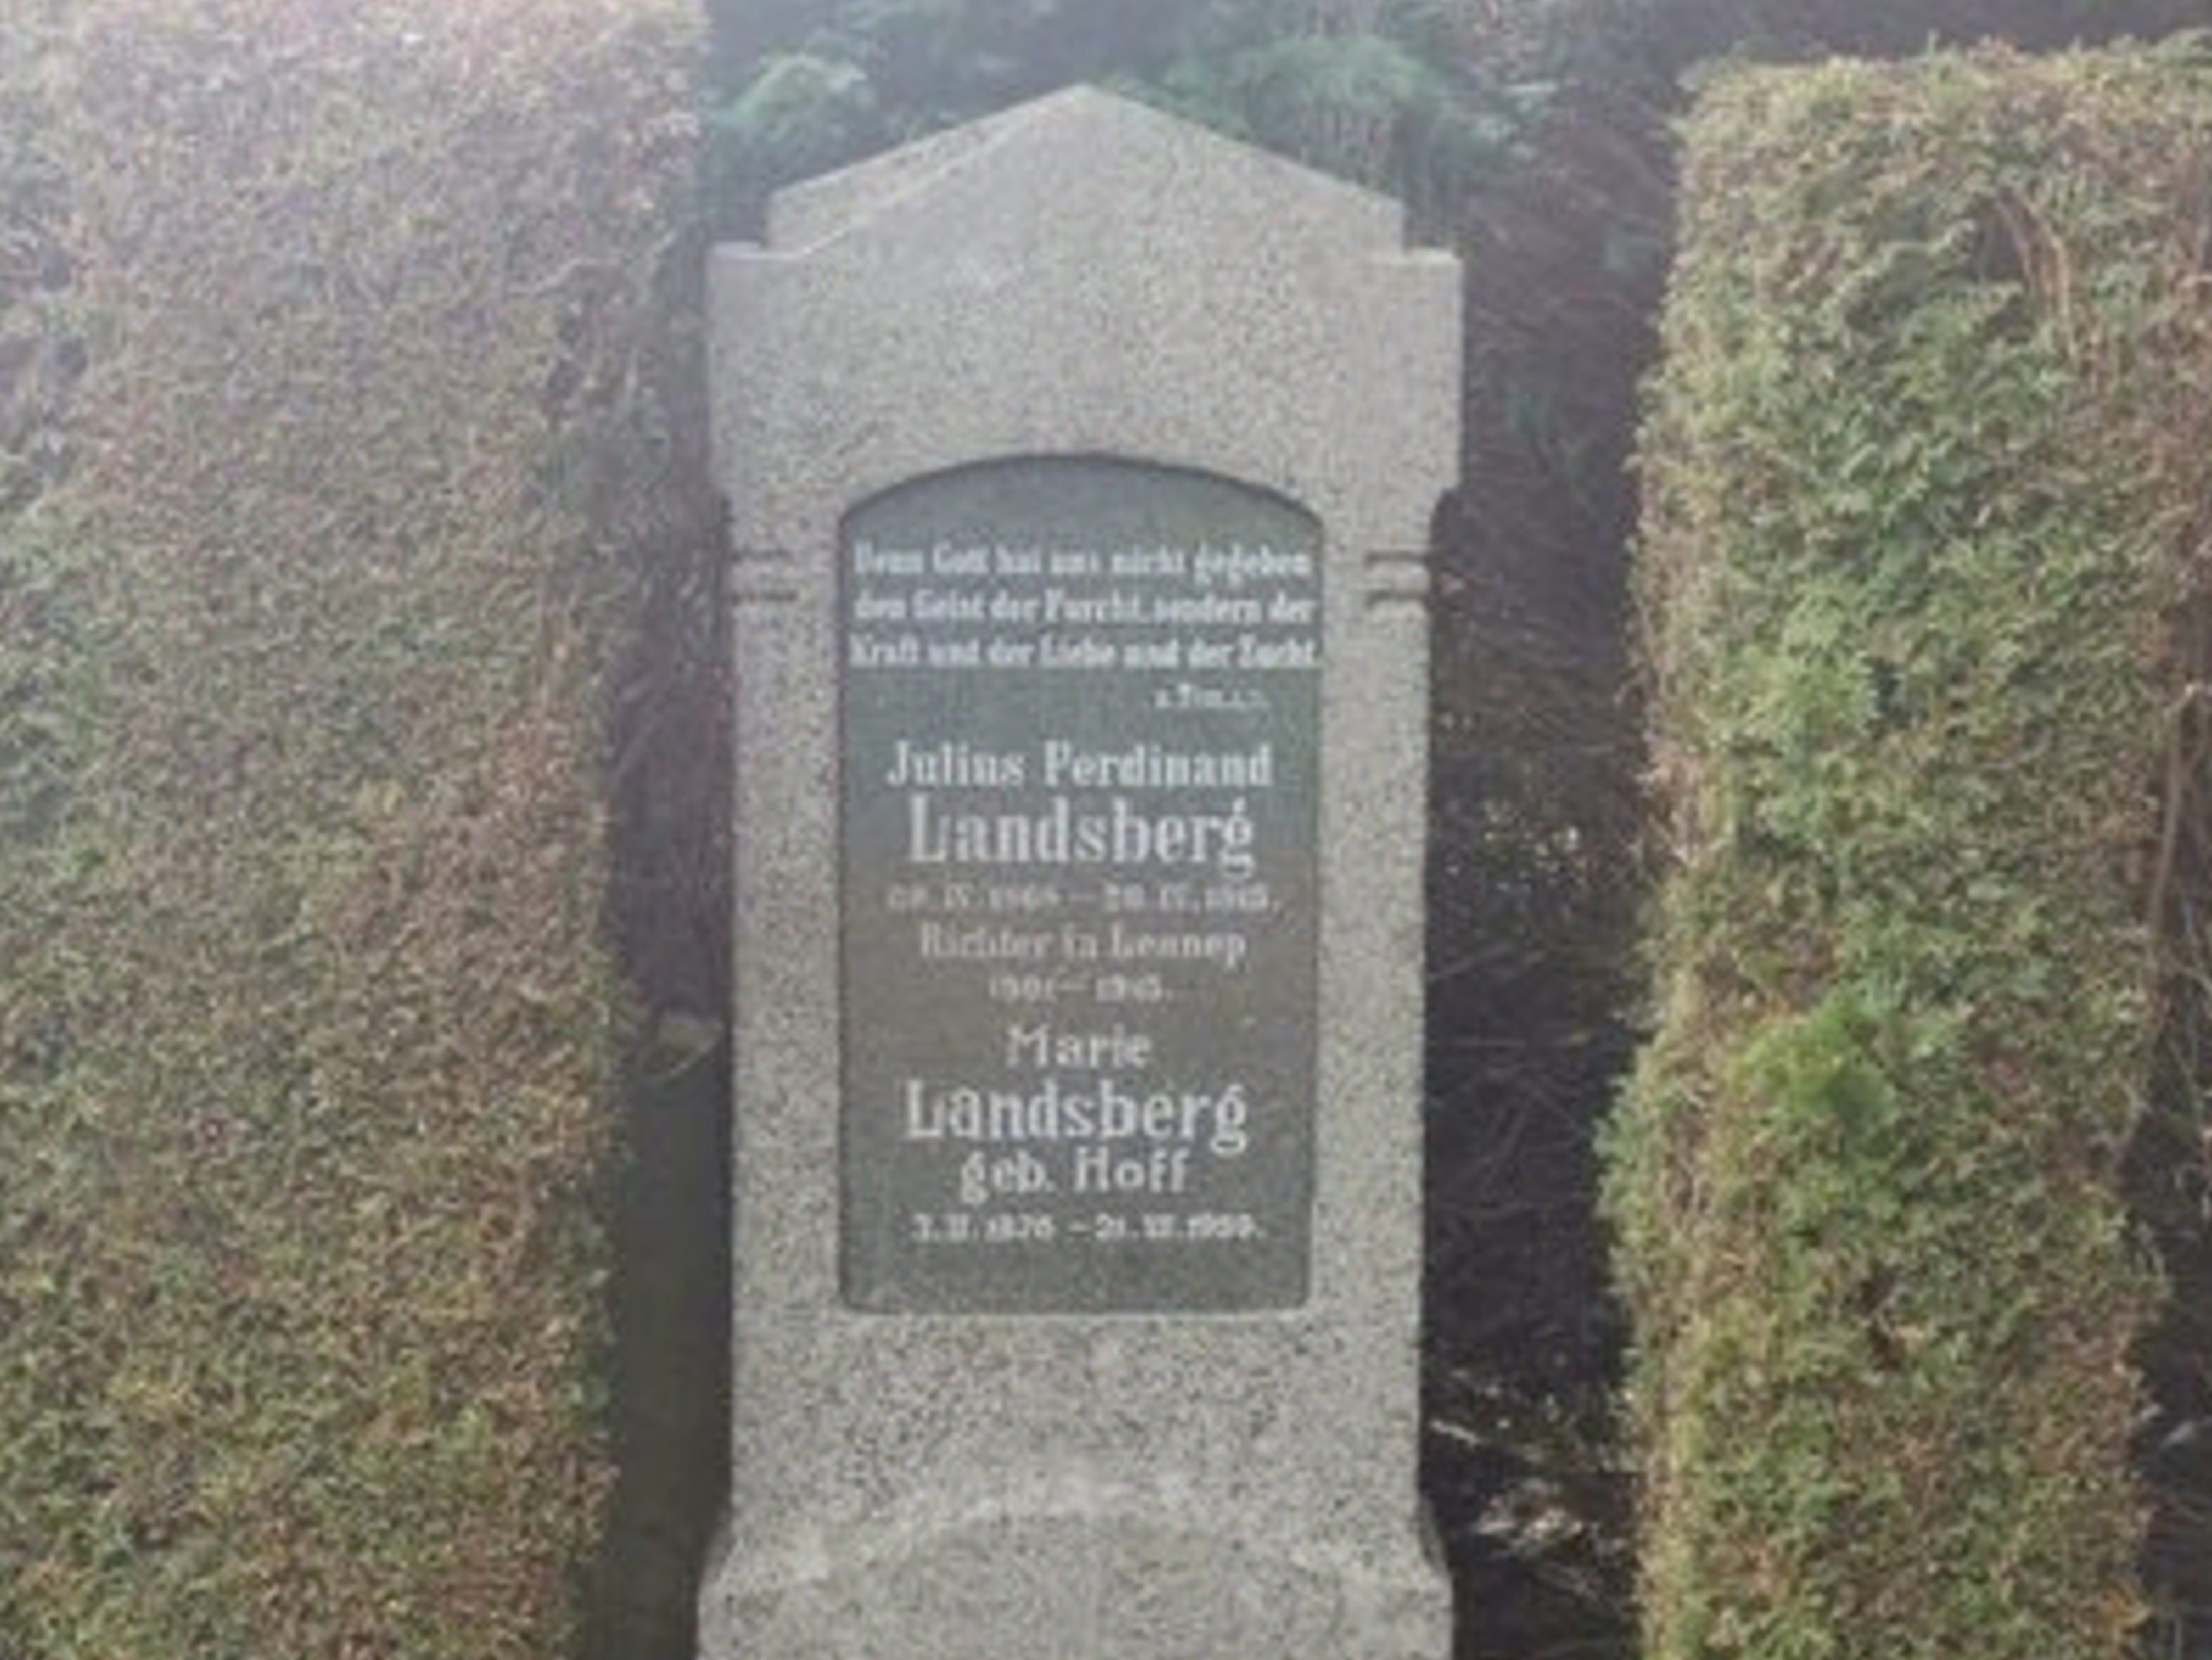 Denn Gott hat uns nicht gegeben
den Geist der Furcht, sondern der
Kraft und der Liebe und der Zucht
Julius Ferdinand
Landsberg
Richter in Lennep
Marie
Landsberg
geb. Hoff